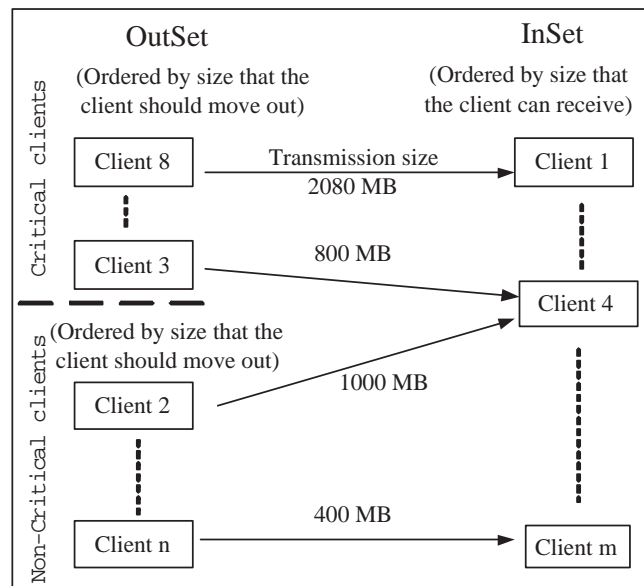 OutSet
InSet
(Ordered by size that the
client should move out)
(Ordered by size that
the client can receive)
Critical clients
Client 8
Transmission size
2080 MB
Client 1
Client 3
800 MB
Client 4
Non-Critical clients
(Ordered by size that the
client should move out)
Client 2
1000 MB
Client n
400 MB
Client m